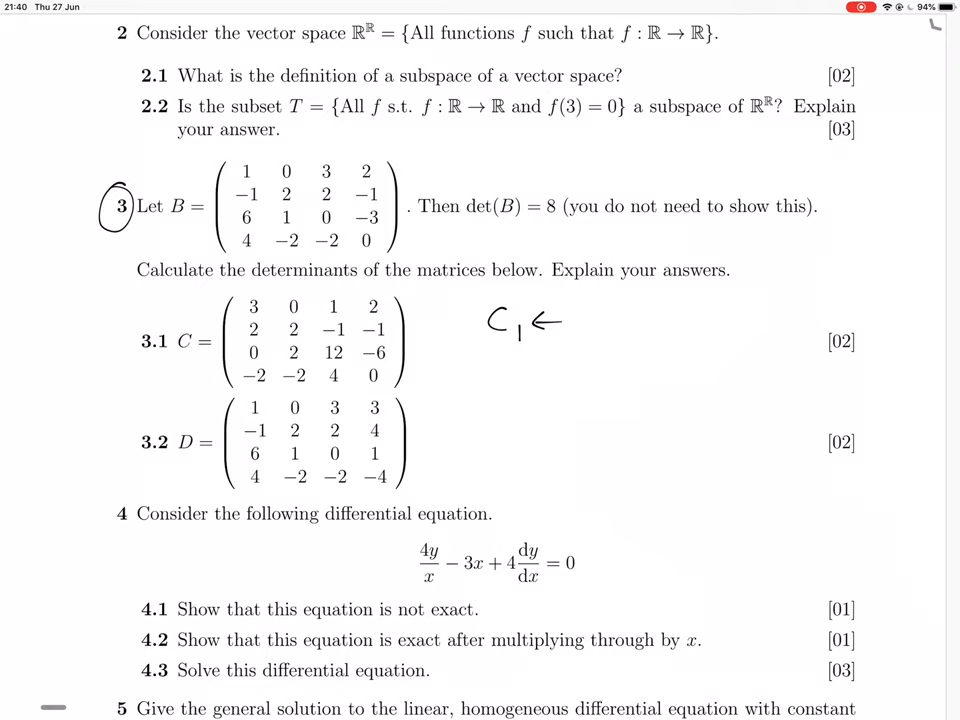 21:40 Thu 27 Jun 94%
2 Consider the vector space ℝ^ℝ = {All functions f such that f : ℝ → ℝ}.
2.1 What is the definition of a subspace of a vector space? [02]
2.2 Is the subset T = {All f s.t. f : ℝ → ℝ and f(3) = 0} a subspace of ℝ^ℝ? Explain
your answer. [03]
1 0 3 2
−1 2 2 −1
3 Let B = . Then det(B) = 8 (you do not need to show this).
6 1 0 −3
4 −2 −2 0
Calculate the determinants of the matrices below. Explain your answers.
3 0 1 2
2 2 −1 −1
3.1 C = C₁ ← [02]
0 2 12 −6
−2 −2 4 0
1 0 3 3
−1 2 2 4
3.2 D = [02]
6 1 0 1
4 −2 −2 −4
4 Consider the following differential equation.
4y/x − 3x + 4 dy/dx = 0
4.1 Show that this equation is not exact. [01]
4.2 Show that this equation is exact after multiplying through by x. [01]
4.3 Solve this differential equation. [03]
5 Give the general solution to the linear, homogeneous differential equation with constant